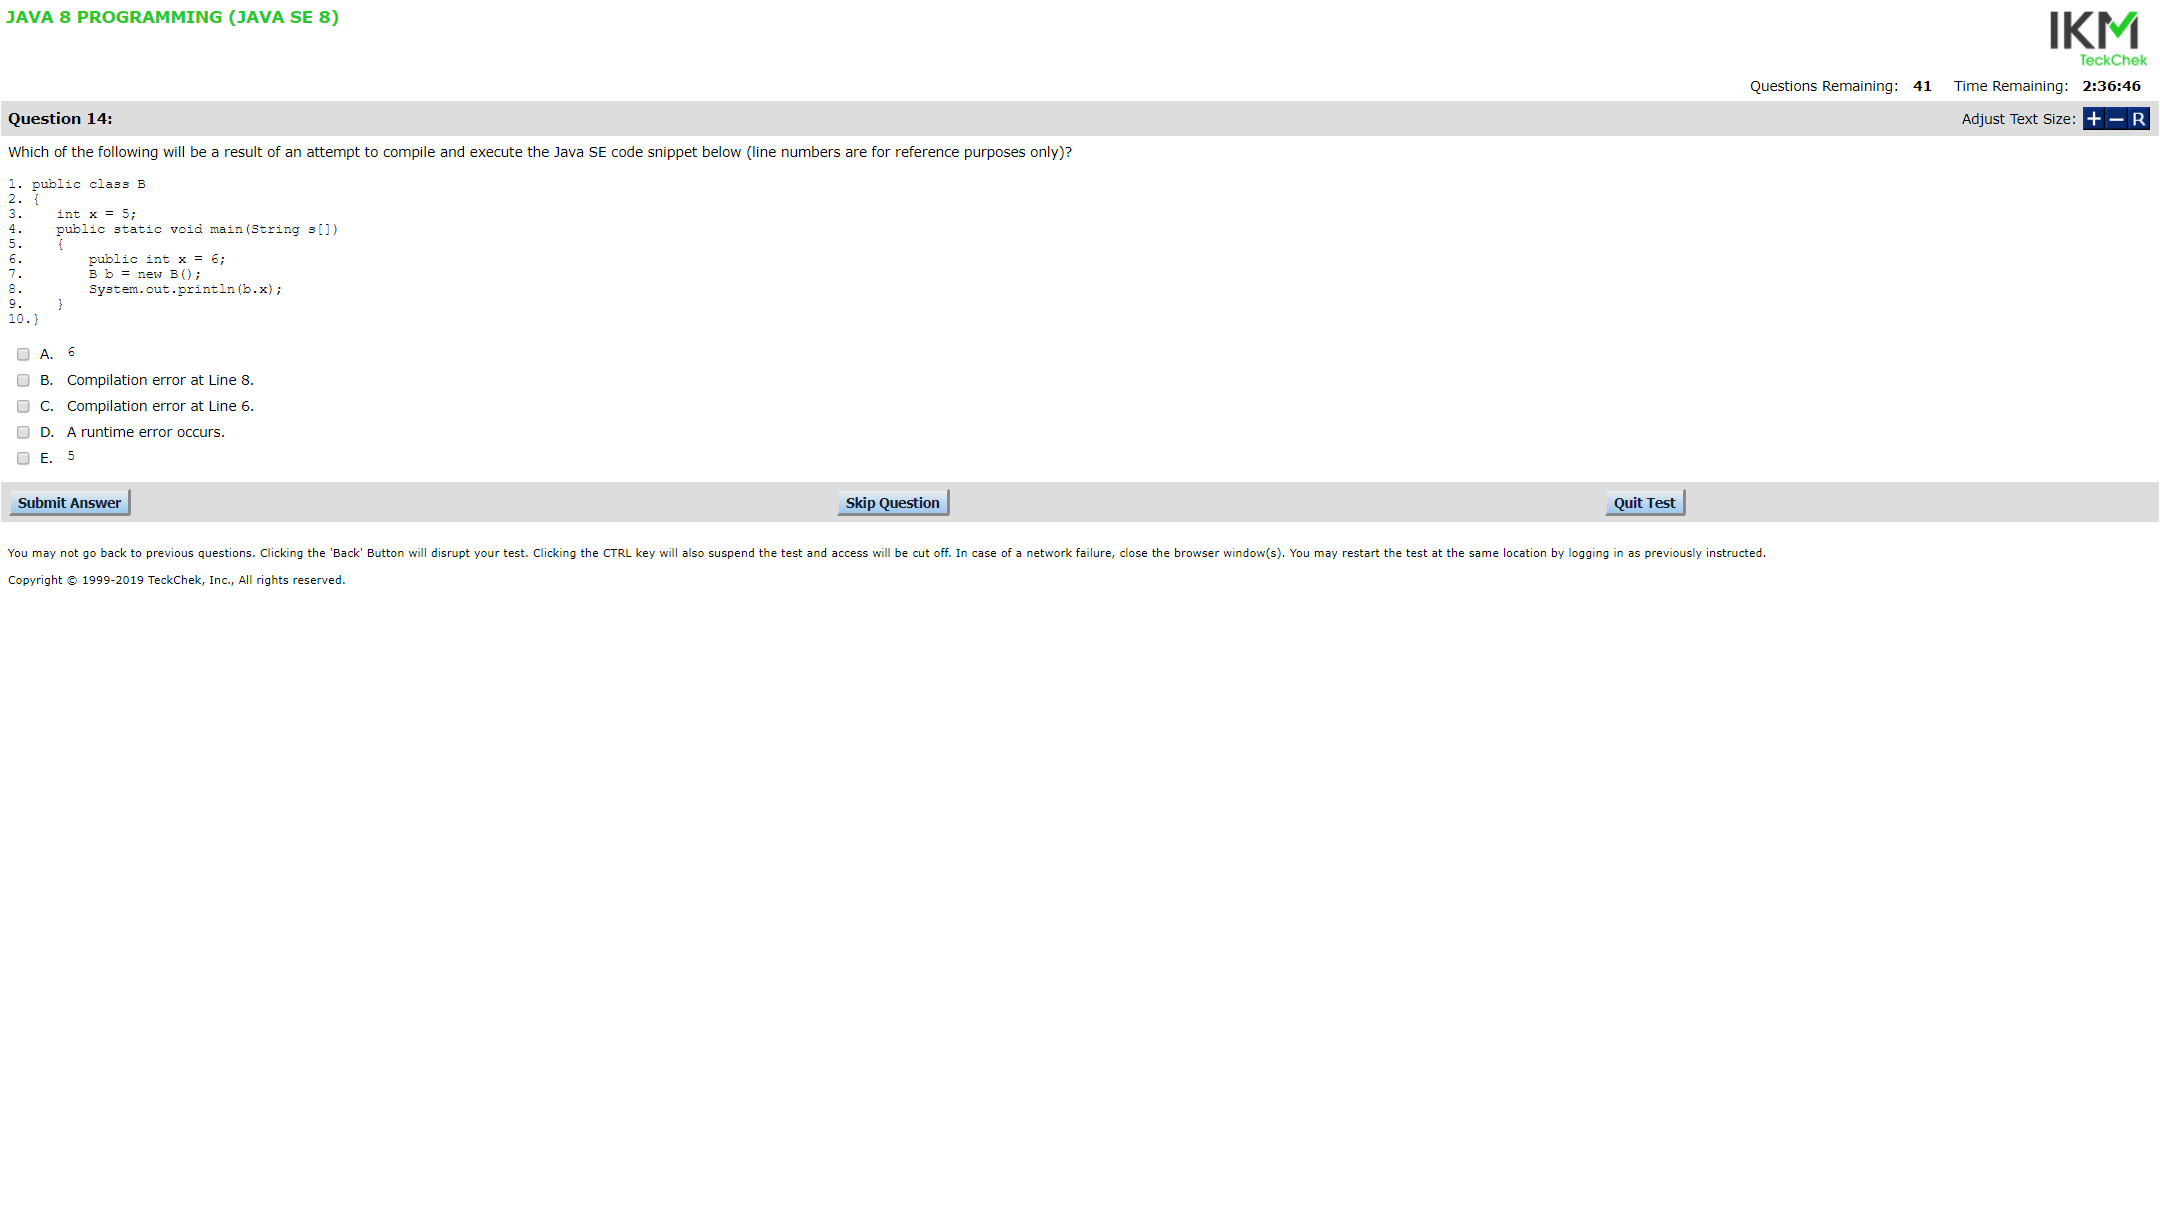 JAVA 8 PROGRAMMING (JAVA SE 8)
IKM
TeckChek
Questions Remaining: 41 Time Remaining: 2:36:46
Question 14: Adjust Text Size: + − R
Which of the following will be a result of an attempt to compile and execute the Java SE code snippet below (line numbers are for reference purposes only)?
1. public class B
2. {
3.    int x = 5;
4.    public static void main(String s[])
5.    {
6.        public int x = 6;
7.        B b = new B();
8.        System.out.println(b.x);
9.    }
10.}
A. 6
B. Compilation error at Line 8.
C. Compilation error at Line 6.
D. A runtime error occurs.
E. 5
Submit Answer Skip Question Quit Test
You may not go back to previous questions. Clicking the 'Back' Button will disrupt your test. Clicking the CTRL key will also suspend the test and access will be cut off. In case of a network failure, close the browser window(s). You may restart the test at the same location by logging in as previously instructed.
Copyright © 1999-2019 TeckChek, Inc., All rights reserved.